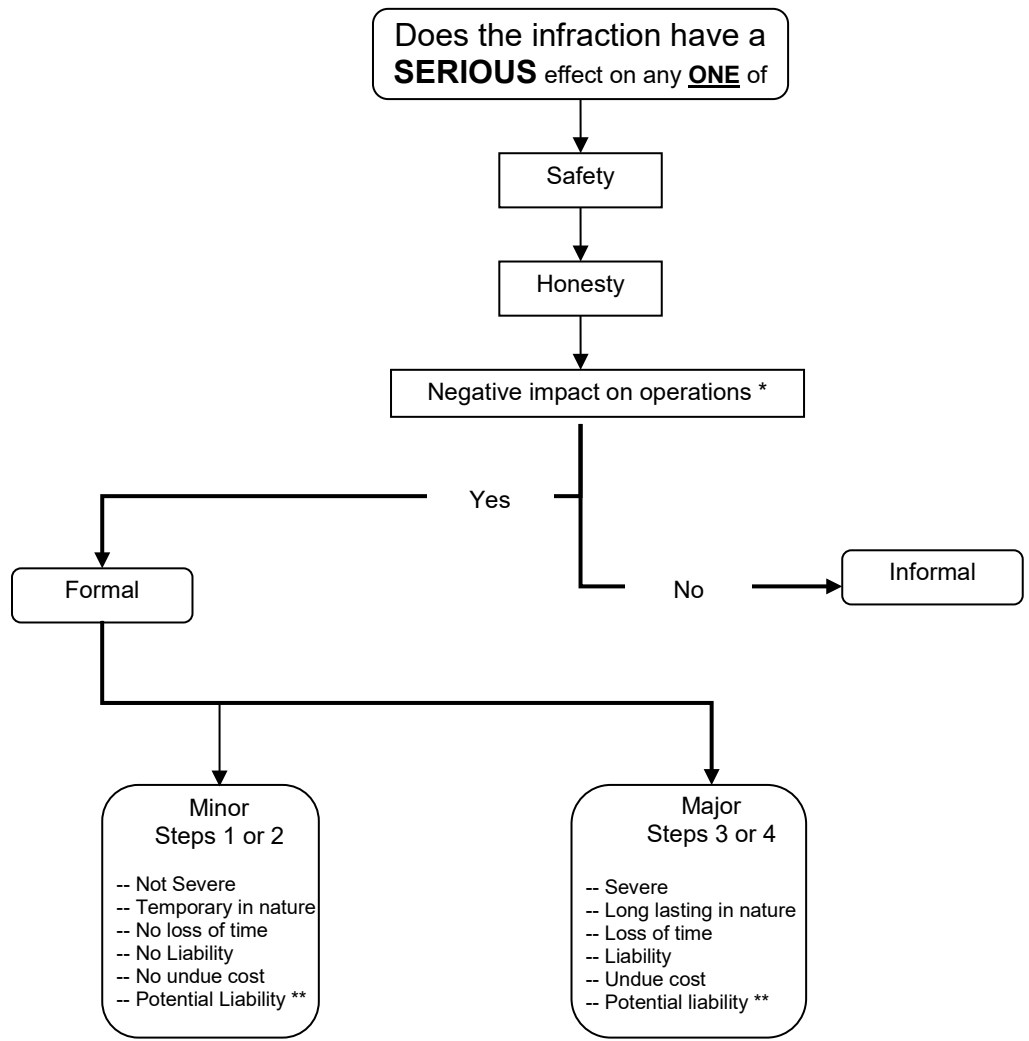 Does the infraction have a
SERIOUS effect on any ONE of
Safety
Honesty
Negative impact on operations *
Yes
No
Formal
Informal
Minor
Steps 1 or 2
-- Not Severe
-- Temporary in nature
-- No loss of time
-- No Liability
-- No undue cost
-- Potential Liability **
Major
Steps 3 or 4
-- Severe
-- Long lasting in nature
-- Loss of time
-- Liability
-- Undue cost
-- Potential liability **